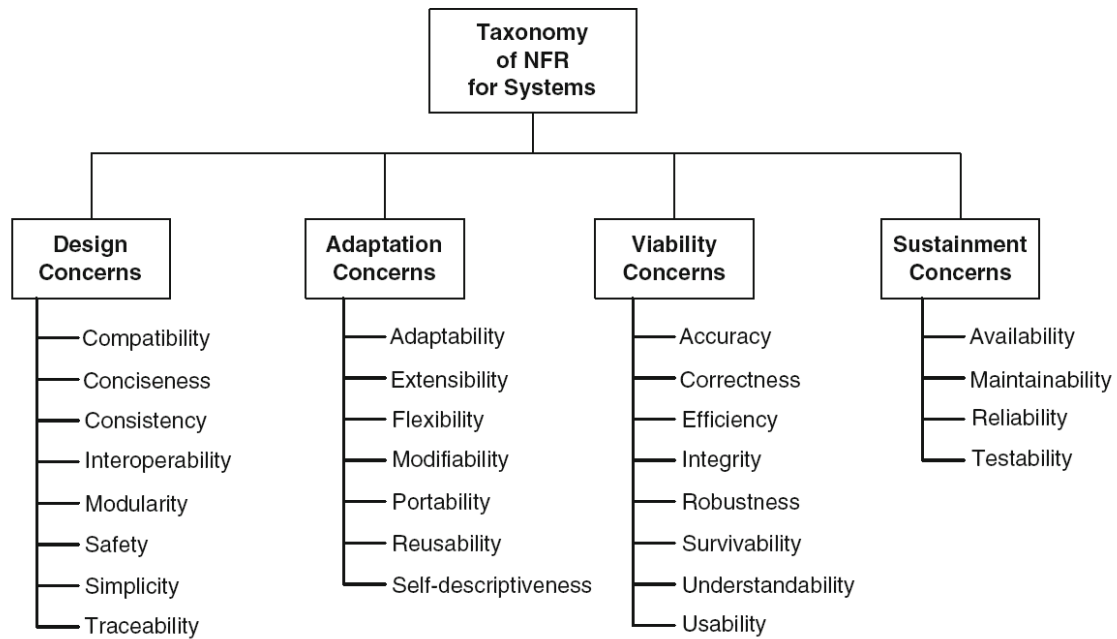 Taxonomy
of NFR
for Systems
Design
Concerns
Compatibility
Conciseness
Consistency
Interoperability
Modularity
Safety
Simplicity
Traceability
Adaptation
Concerns
Adaptability
Extensibility
Flexibility
Modifiability
Portability
Reusability
Self-descriptiveness
Viability
Concerns
Accuracy
Correctness
Efficiency
Integrity
Robustness
Survivability
Understandability
Usability
Sustainment
Concerns
Availability
Maintainability
Reliability
Testability